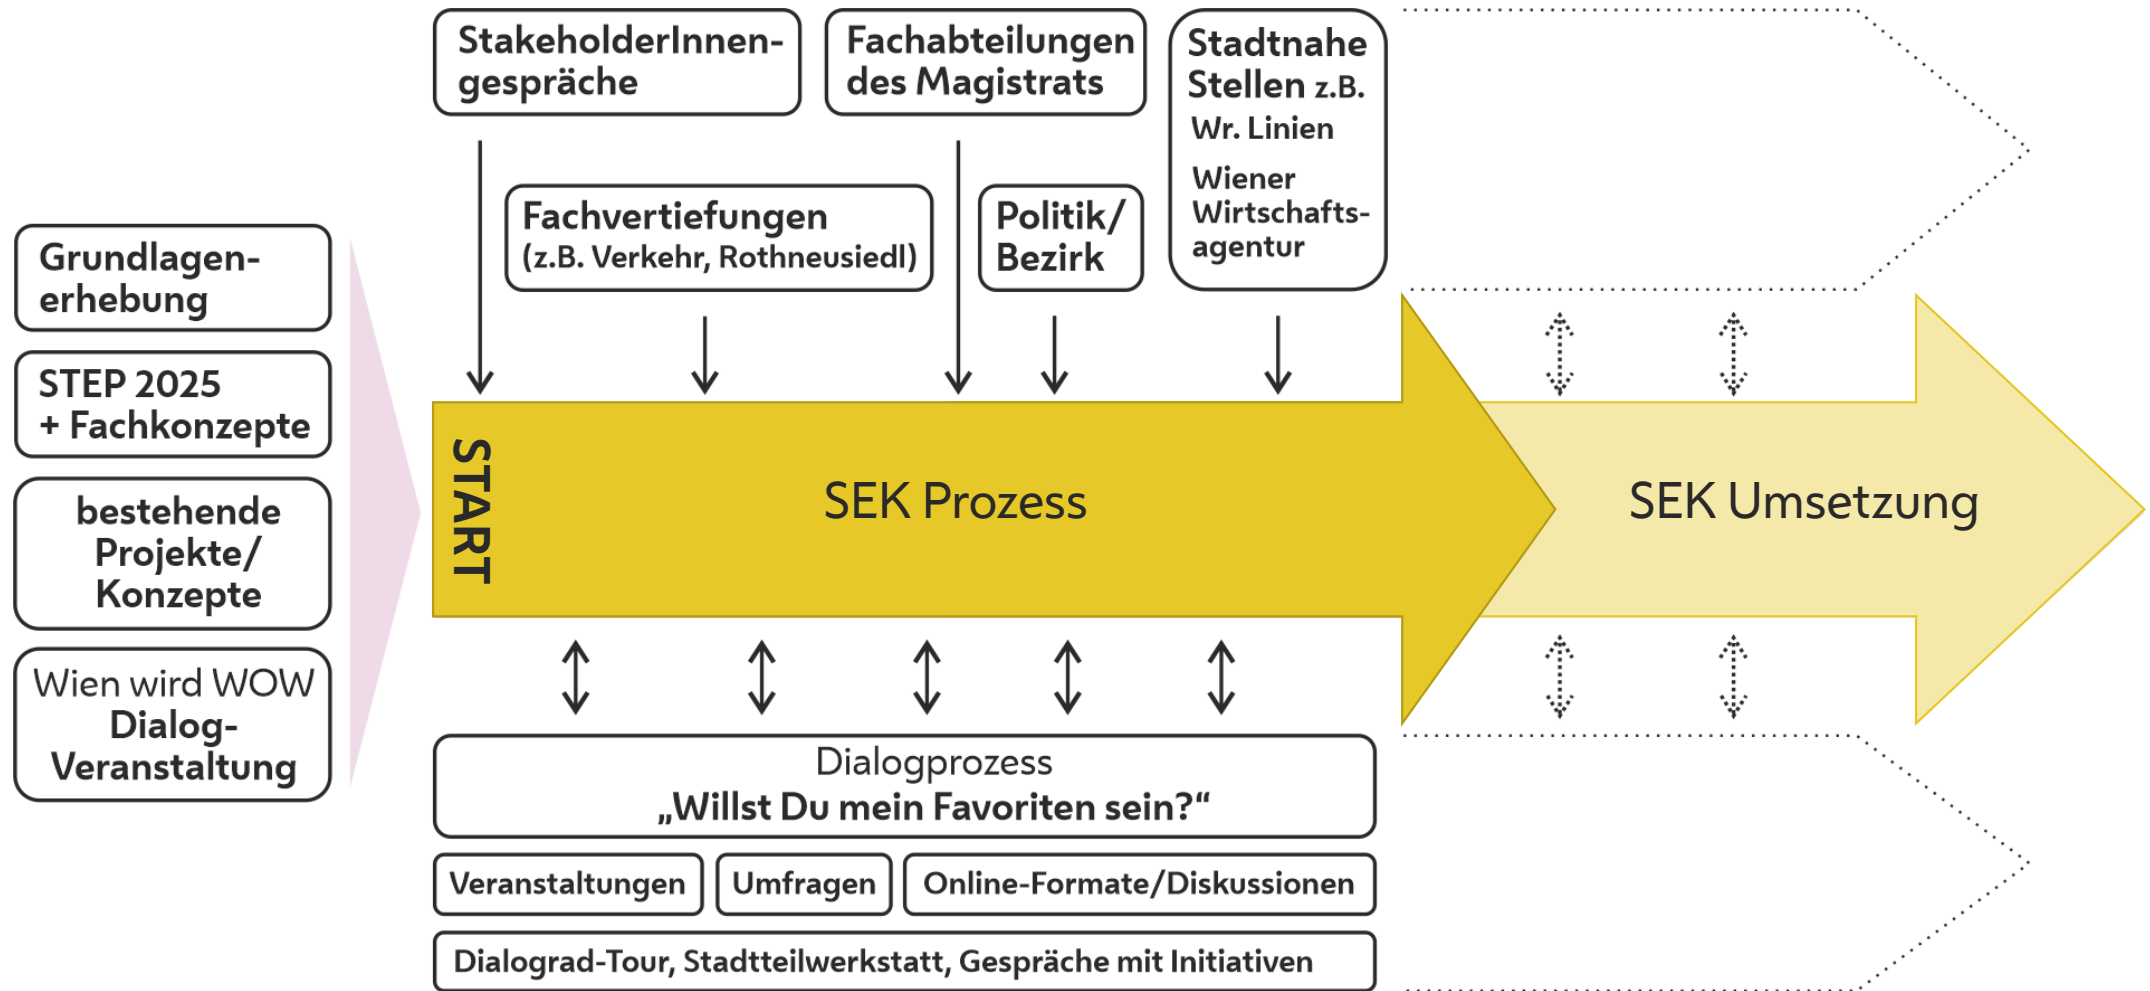 StakeholderInnen-
gespräche
Fachabteilungen
des Magistrats
Stadtnahe
Stellen z.B.
Wr. Linien
Wiener
Wirtschafts-
agentur
Fachvertiefungen
(z.B. Verkehr, Rothneusiedl)
Politik/
Bezirk
Grundlagen-
erhebung
STEP 2025
+ Fachkonzepte
bestehende
Projekte/
Konzepte
Wien wird WOW
Dialog-
Veranstaltung
START
SEK Prozess
SEK Umsetzung
Dialogprozess
„Willst Du mein Favoriten sein?“
Veranstaltungen
Umfragen
Online-Formate/Diskussionen
Dialograd-Tour, Stadtteilwerkstatt, Gespräche mit Initiativen